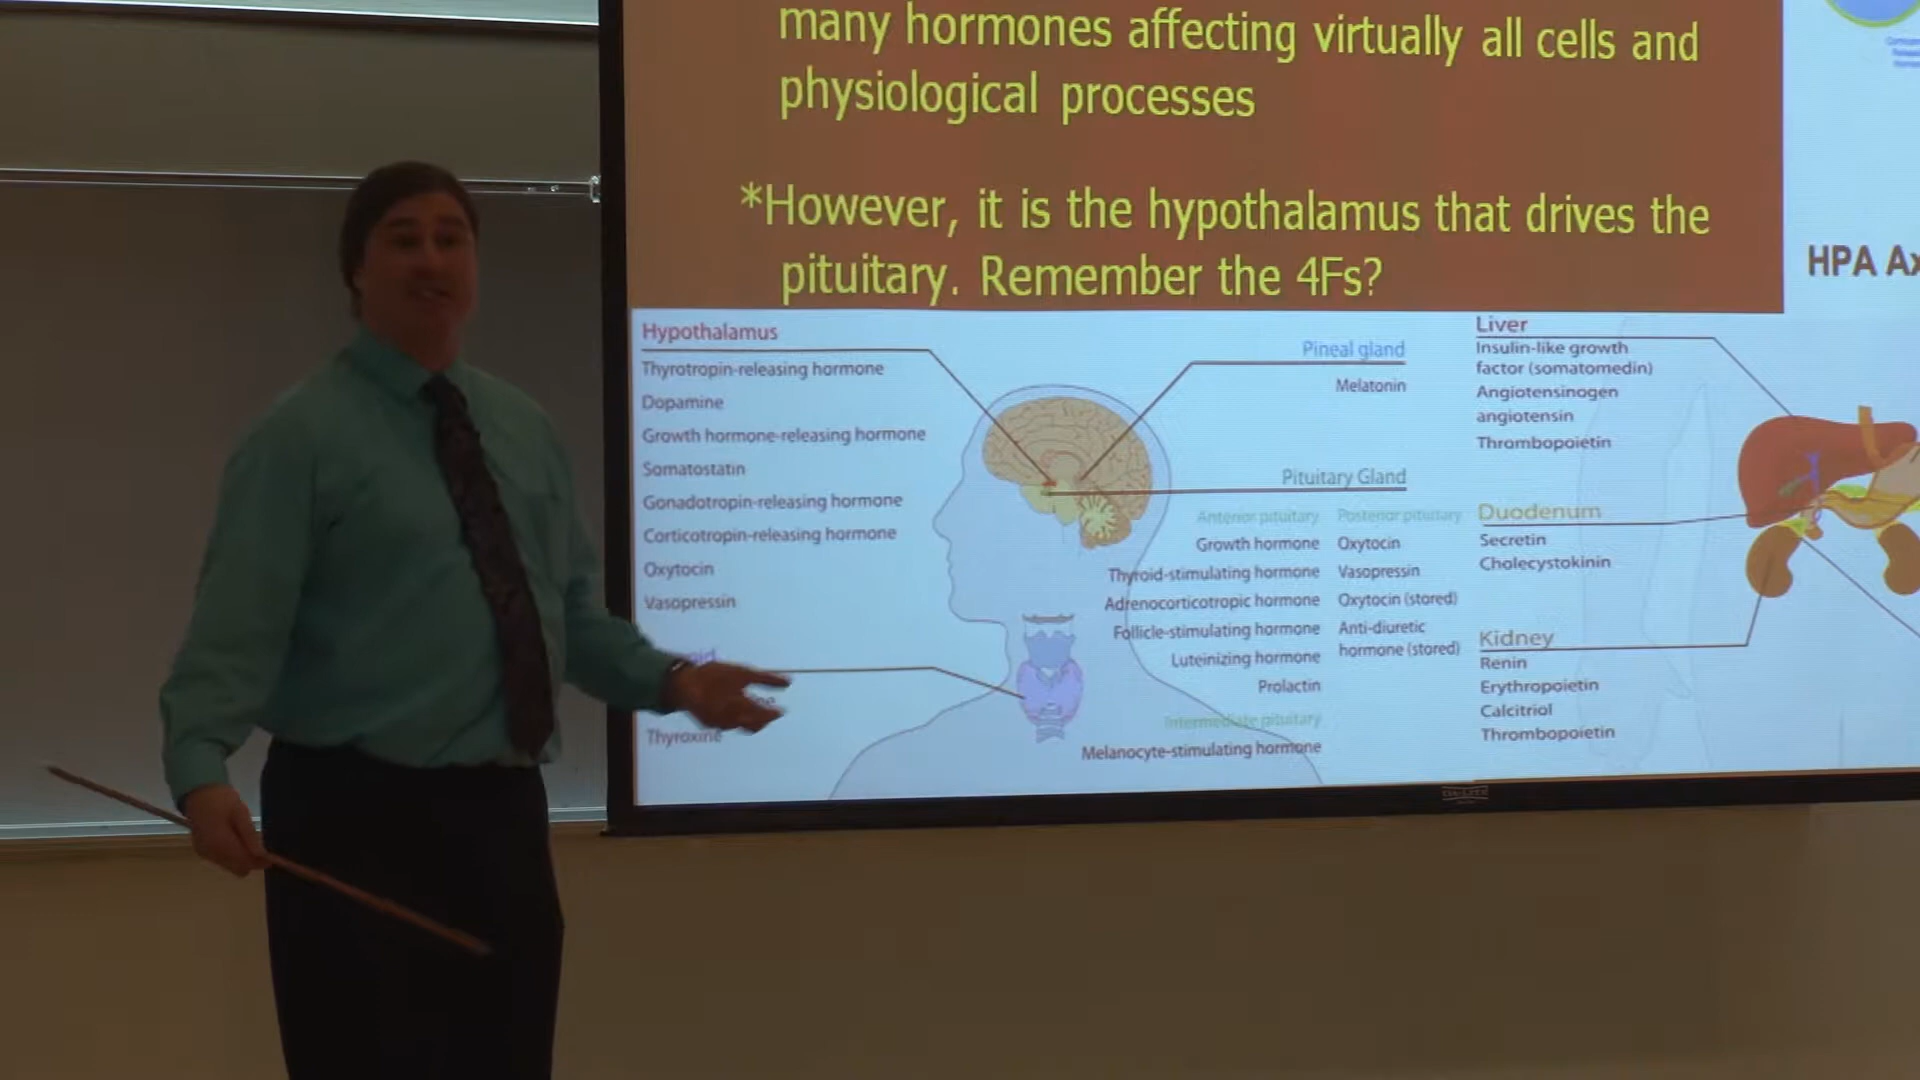 many hormones affecting virtually all cells and
physiological processes
*However, it is the hypothalamus that drives the
pituitary. Remember the 4Fs?
HPA
Hypothalamus
Thyrotropin-releasing hormone
Dopamine
Growth hormone-releasing hormone
Somatostatin
Gonadotropin-releasing hormone
Corticotropin-releasing hormone
Oxytocin
Vasopressin
Thyroxine
Pineal gland
Melatonin
Pituitary Gland
Anterior pituitary
Growth hormone
Thyroid-stimulating hormone
Adrenocorticotropic hormone
Follicle-stimulating hormone
Luteinizing hormone
Prolactin
Intermediate pituitary
Melanocyte-stimulating hormone
Posterior pituitary
Oxytocin
Vasopressin
Oxytocin (stored)
Anti-diuretic
hormone (stored)
Liver
Insulin-like growth
factor (somatomedin)
Angiotensinogen
angiotensin
Thrombopoietin
Duodenum
Secretin
Cholecystokinin
Kidney
Renin
Erythropoietin
Calcitriol
Thrombopoietin
DA-LITE